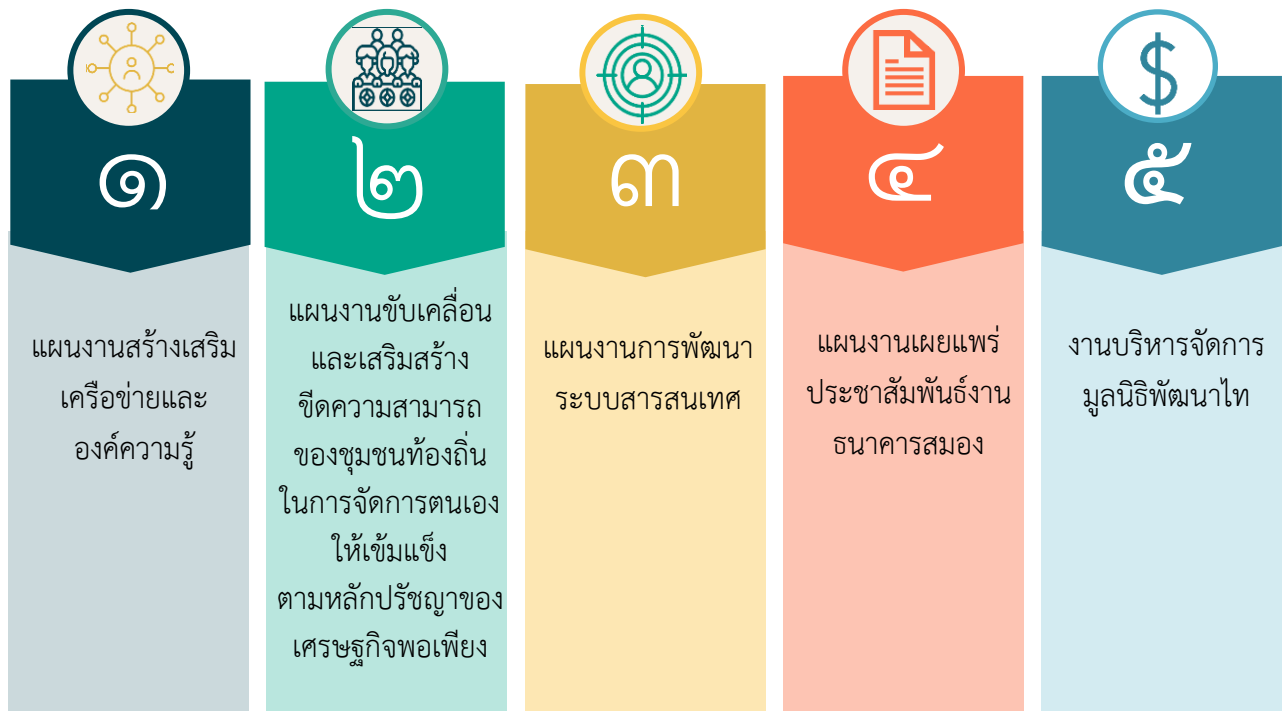 ๑
แผนงานสร้างเสริม
เครือข่ายและ
องค์ความรู้
๒
แผนงานขับเคลื่อน
และเสริมสร้าง
ขีดความสามารถ
ของชุมชนท้องถิ่น
ในการจัดการตนเอง
ให้เข้มแข็ง
ตามหลักปรัชญาของ
เศรษฐกิจพอเพียง
๓
แผนงานการพัฒนา
ระบบสารสนเทศ
๔
แผนงานเผยแพร่
ประชาสัมพันธ์งาน
ธนาคารสมอง
$
๕
งานบริหารจัดการ
มูลนิธิพัฒนาไท